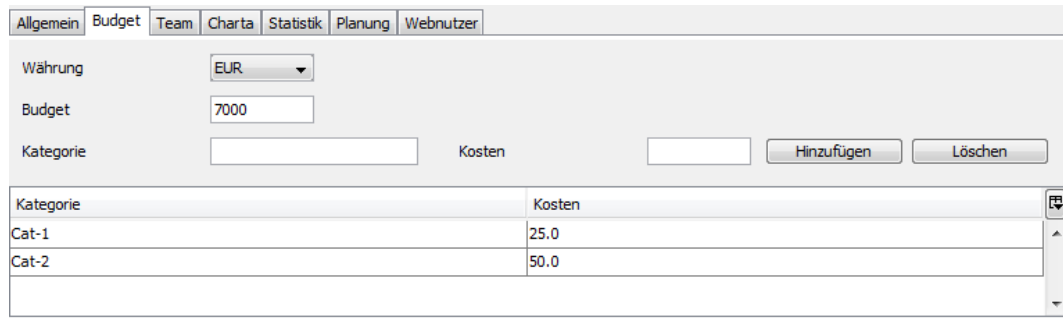 Allgemein Budget Team Charta Statistik Planung Webnutzer
Währung EUR
Budget 7000
Kategorie Kosten Hinzufügen Löschen
Kategorie Kosten
Cat-1 25.0
Cat-2 50.0